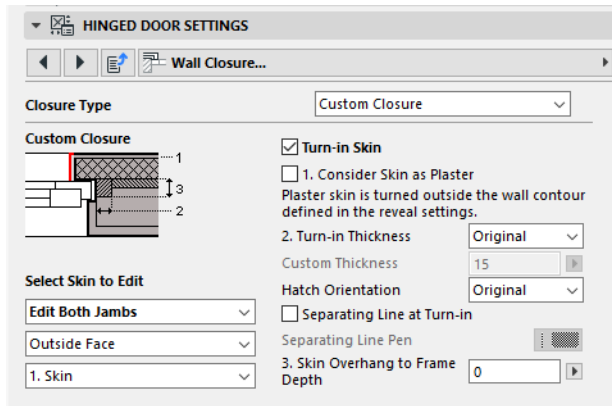 HINGED DOOR SETTINGS
Wall Closure...
Closure Type
Custom Closure
Custom Closure
1
3
2
Select Skin to Edit
Edit Both Jambs
Outside Face
1. Skin
Turn-in Skin
1. Consider Skin as Plaster
Plaster skin is turned outside the wall contour
defined in the reveal settings.
2. Turn-in Thickness
Original
Custom Thickness
15
Hatch Orientation
Original
Separating Line at Turn-in
Separating Line Pen
3. Skin Overhang to Frame
Depth
0